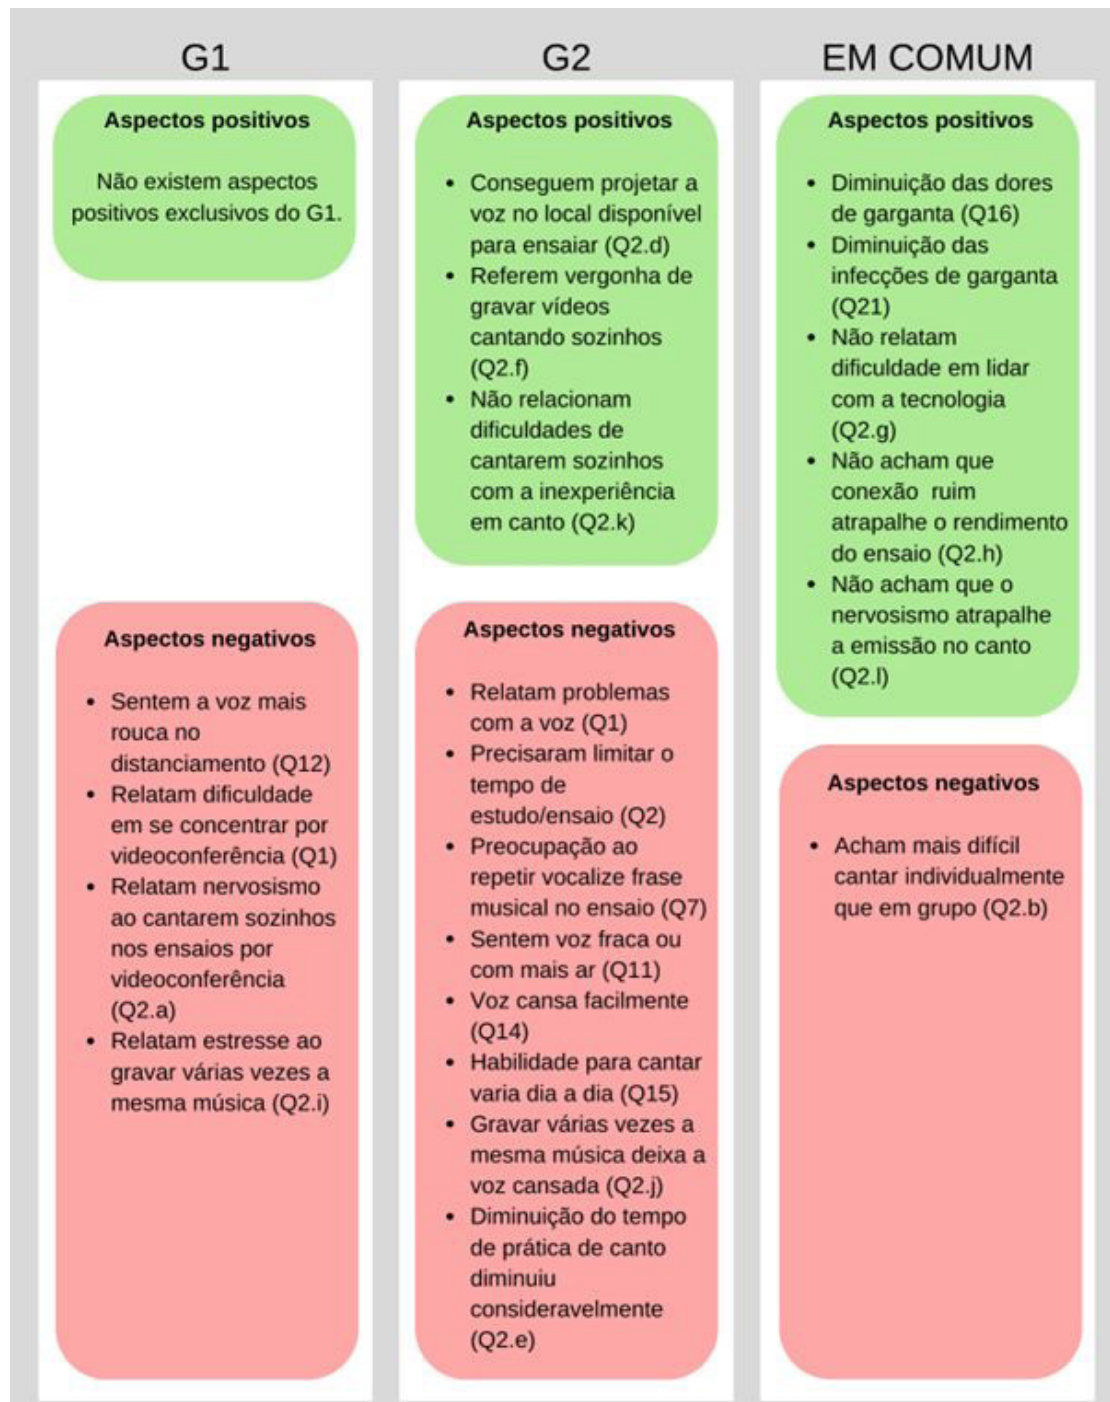 G1
Aspectos positivos
Não existem aspectos
positivos exclusivos do G1.
Aspectos negativos
• Sentem a voz mais
rouca no
distanciamento (Q12)
• Relatam dificuldade
em se concentrar por
videoconferência (Q1)
• Relatam nervosismo
ao cantarem sozinhos
nos ensaios por
videoconferência
(Q2.a)
• Relatam estresse ao
gravar várias vezes a
mesma música (Q2.i)
G2
Aspectos positivos
• Conseguem projetar a
voz no local disponível
para ensaiar (Q2.d)
• Referem vergonha de
gravar vídeos
cantando sozinhos
(Q2.f)
• Não relacionam
dificuldades de
cantarem sozinhos
com a inexperiência
em canto (Q2.k)
Aspectos negativos
• Relatam problemas
com a voz (Q1)
• Precisaram limitar o
tempo de
estudo/ensaio (Q2)
• Preocupação ao
repetir vocalize frase
musical no ensaio (Q7)
• Sentem voz fraca ou
com mais ar (Q11)
• Voz cansa facilmente
(Q14)
• Habilidade para cantar
varia dia a dia (Q15)
• Gravar várias vezes a
mesma música deixa a
voz cansada (Q2.j)
• Diminuição do tempo
de prática de canto
diminuiu
consideravelmente
(Q2.e)
EM COMUM
Aspectos positivos
• Diminuição das dores
de garganta (Q16)
• Diminuição das
infecções de garganta
(Q21)
• Não relatam
dificuldade em lidar
com a tecnologia
(Q2.g)
• Não acham que
conexão ruim
atrapalhe o rendimento
do ensaio (Q2.h)
• Não acham que o
nervosismo atrapalhe
a emissão no canto
(Q2.l)
Aspectos negativos
• Acham mais difícil
cantar individualmente
que em grupo (Q2.b)